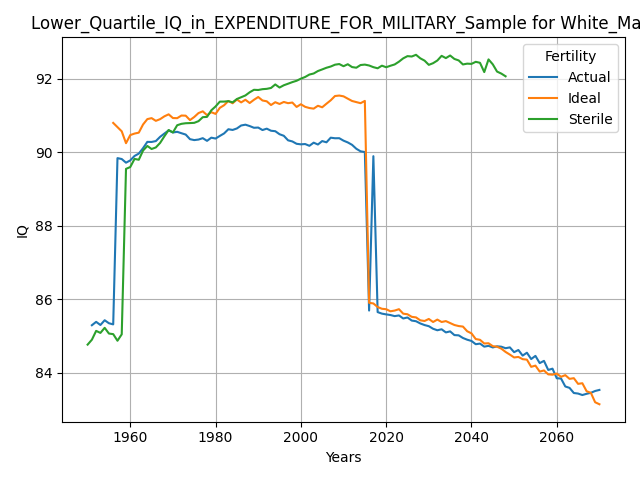 Lower_Quartile_IQ_in_EXPENDITURE_FOR_MILITARY_Sample for White_Ma
Fertility
Actual
Ideal
Sterile
92
90
88
86
84
IQ
1960
1980
2000
2020
2040
2060
Years